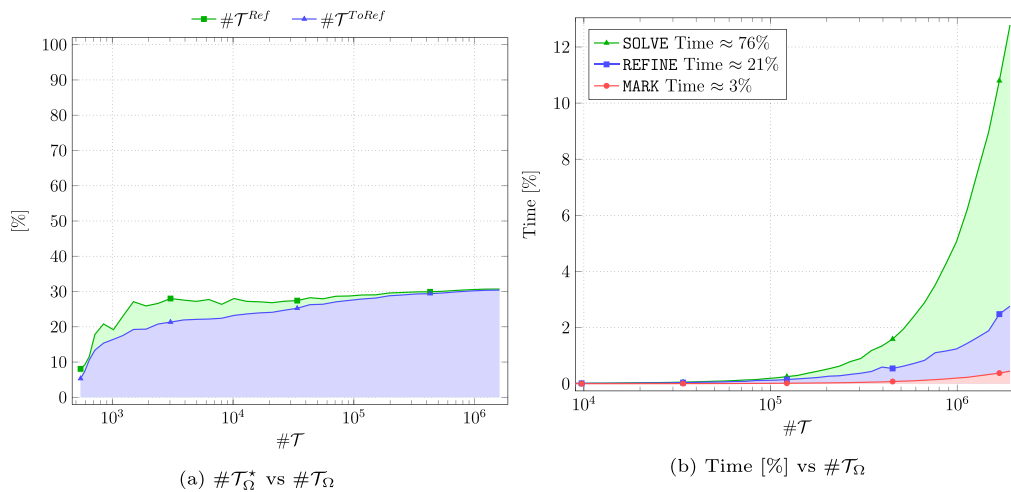 #𝒯^{Ref} #𝒯^{ToRef}
100
90
80
70
60
50
40
30
20
10
0
[%]
10^3 10^4 10^5 10^6
#𝒯
(a) #𝒯_Ω^⋆ vs #𝒯_Ω
SOLVE Time ≈ 76%
REFINE Time ≈ 21%
MARK Time ≈ 3%
12
10
8
6
4
2
0
Time [%]
10^4 10^5 10^6
#𝒯
(b) Time [%] vs #𝒯_Ω